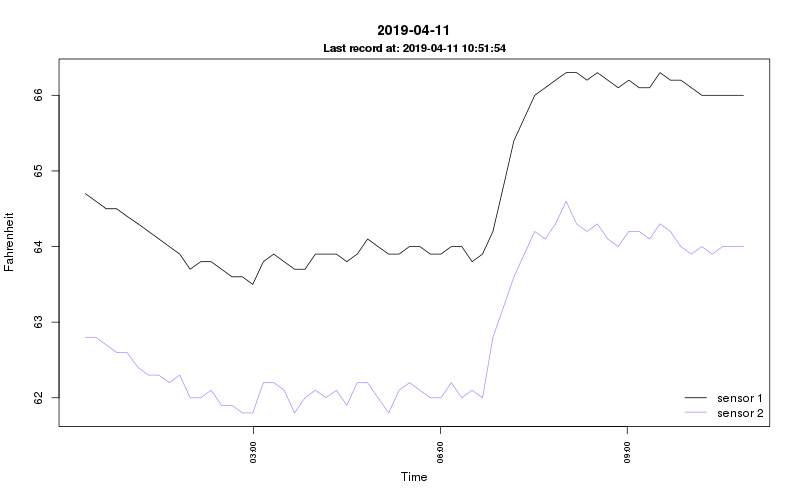 2019-04-11
Last record at: 2019-04-11 10:51:54
Fahrenheit
66
65
64
63
62
sensor 1
sensor 2
03:00
06:00
09:00
Time